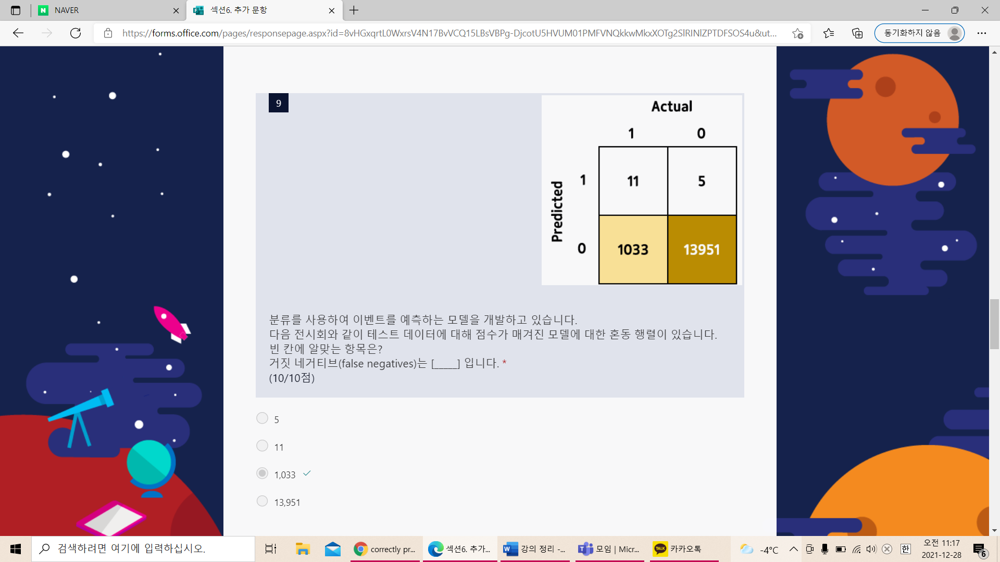 NAVER
섹션6. 추가 문항
https://forms.office.com/pages/responsepage.aspx?id=8vHGxqrtL0WxrsV4N17BvVCQ15LBsVBPg-DjcotU5HVUM01PMFVNQkkwMkxXOTg2SlRINlZPTDFSOS4u&ut...
동기화하지 않음
9
Actual
1 0
Predicted
1 11 5
0 1033 13951
분류를 사용하여 이벤트를 예측하는 모델을 개발하고 있습니다.
다음 전시회와 같이 테스트 데이터에 대해 점수가 매겨진 모델에 대한 혼동 행렬이 있습니다.
빈 칸에 알맞는 항목은?
거짓 네거티브(false negatives)는 [_____] 입니다. *
(10/10점)
5
11
1,033
13,951
검색하려면 여기에 입력하십시오.
correctly pr...
섹션6. 추가...
강의 정리 -...
모임 | Micr...
TALK
카카오톡
-4°C
한
오전 11:17
2021-12-28
6